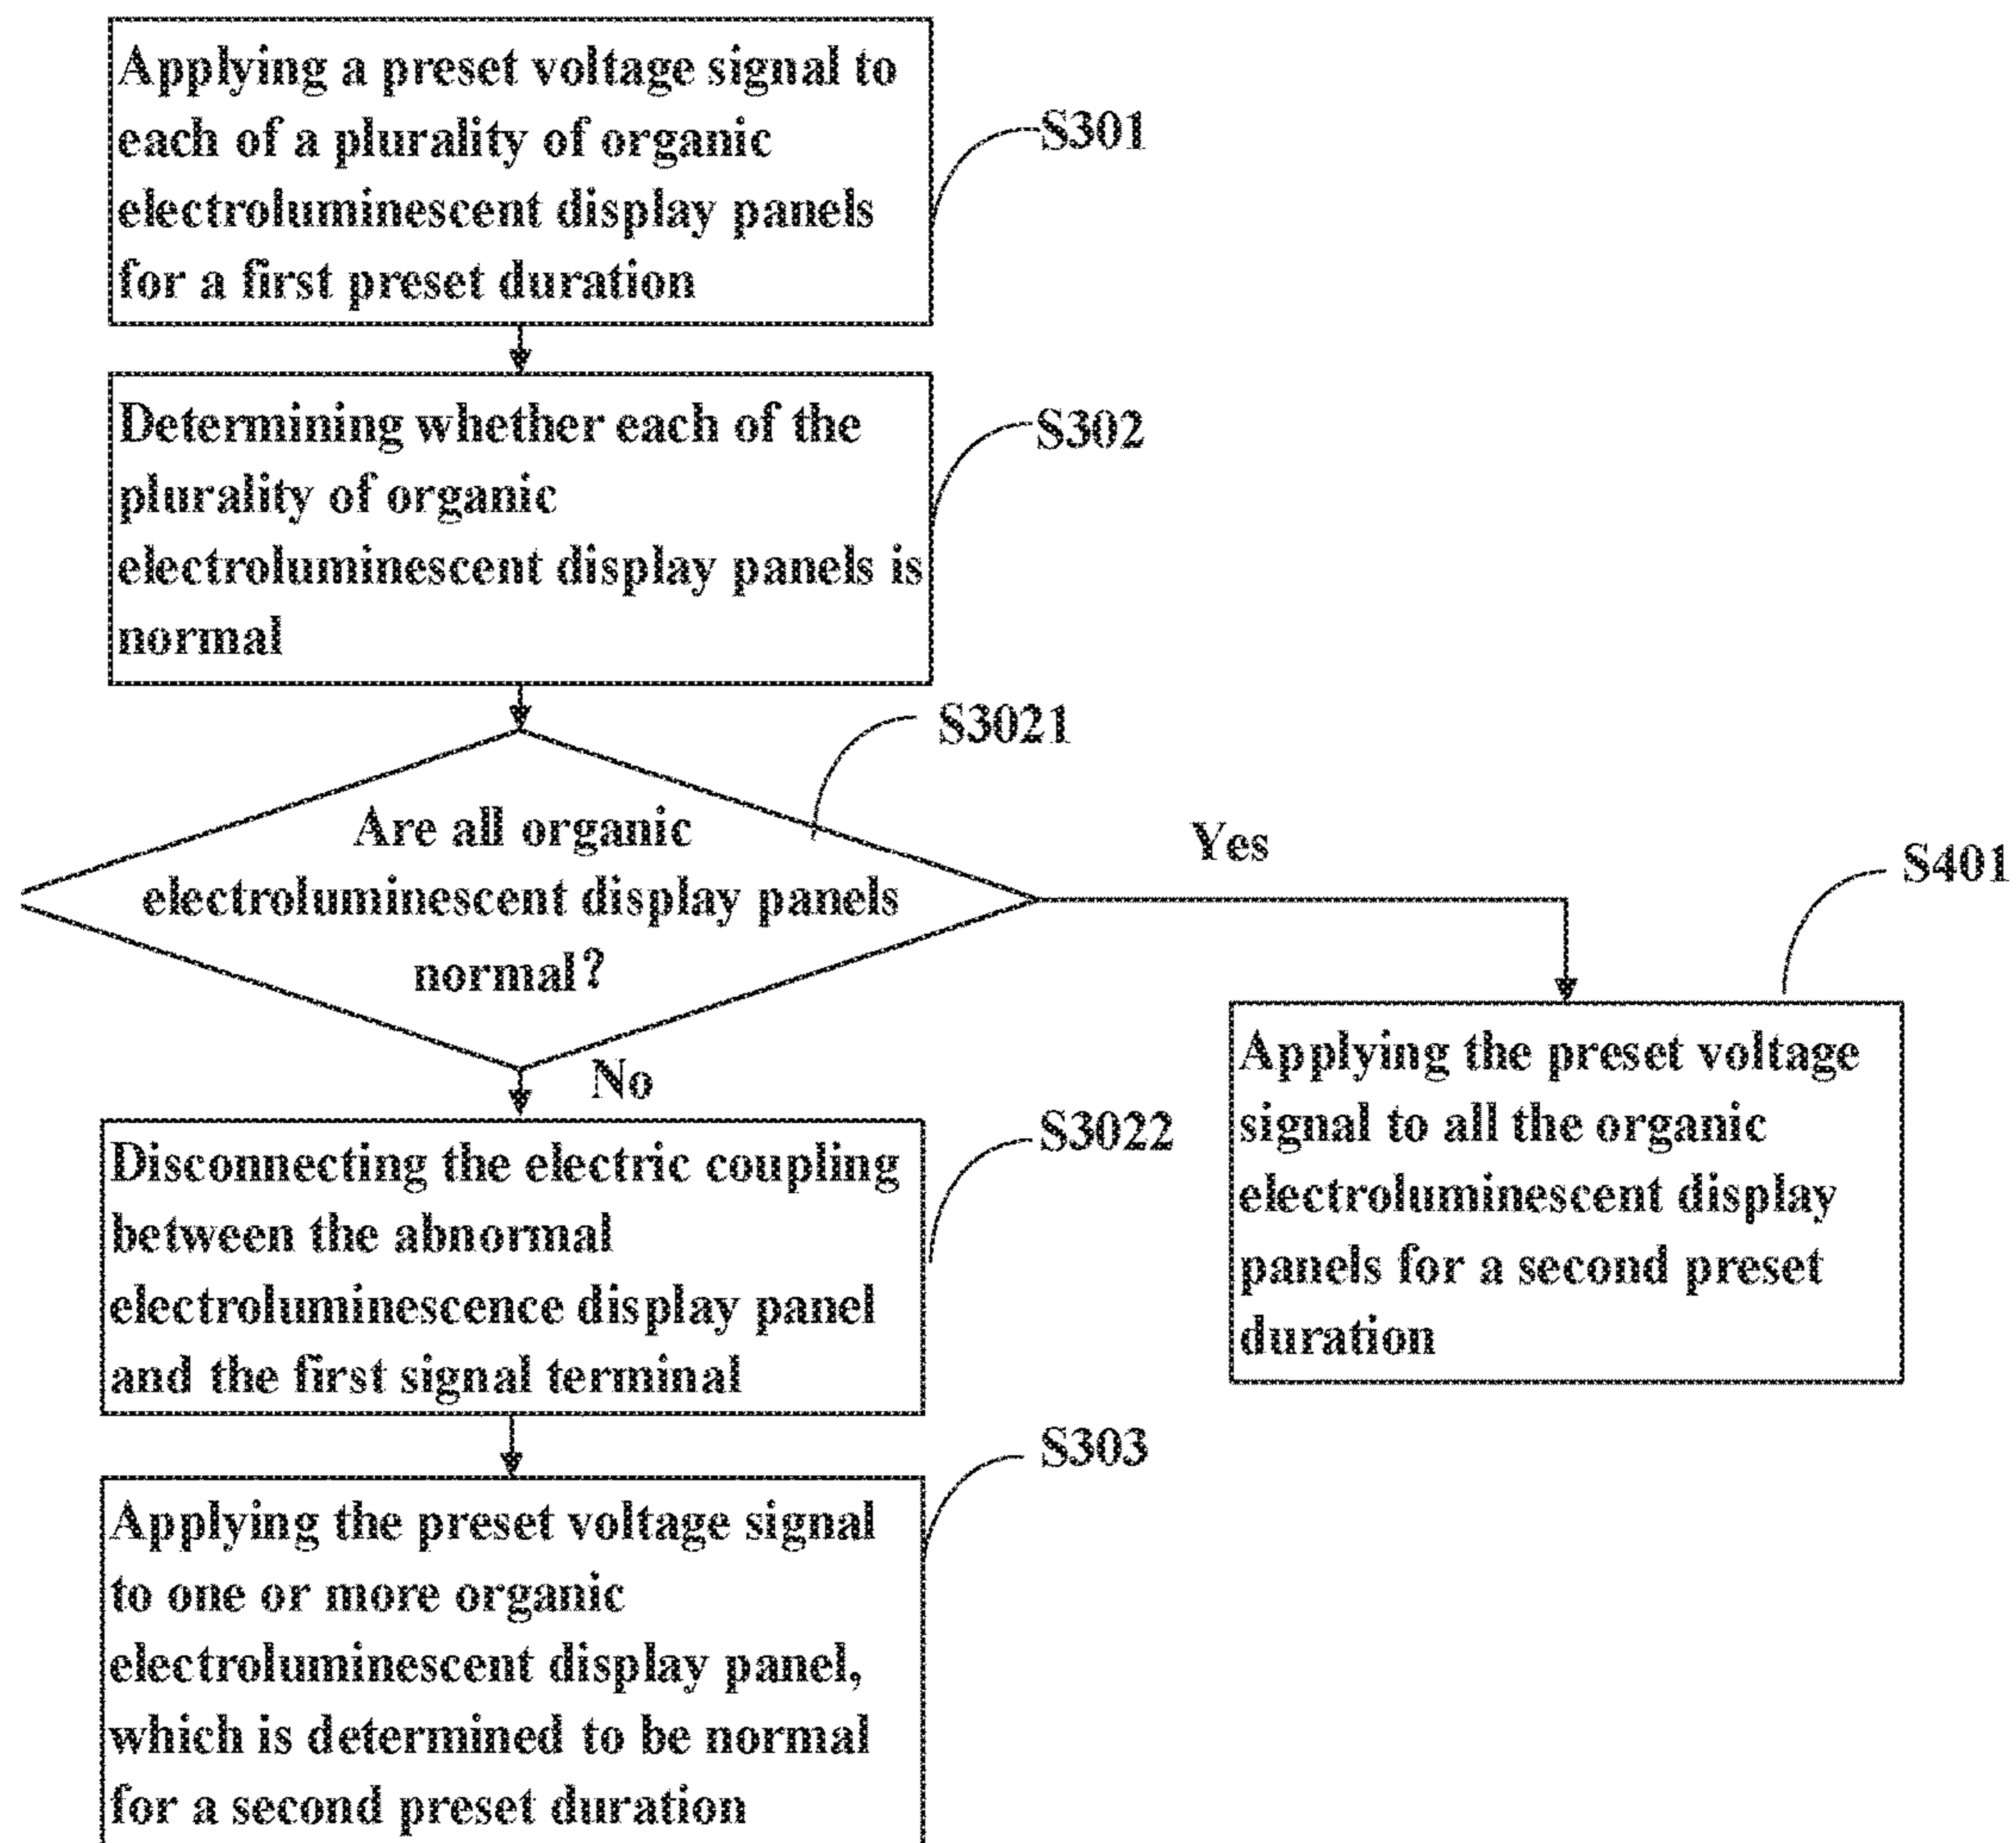 Applying a preset voltage signal to
each of a plurality of organic
electroluminescent display panels
for a first preset duration
S301
Determining whether each of the
plurality of organic
electroluminescent display panels is
normal
S302
S3021
Are all organic
electroluminescent display panels
normal?
Yes
S401
No
Applying the preset voltage
signal to all the organic
electroluminescent display
panels for a second preset
duration
Disconnecting the electric coupling
between the abnormal
electroluminescence display panel
and the first signal terminal
S3022
S303
Applying the preset voltage signal
to one or more organic
electroluminescent display panel,
which is determined to be normal
for a second preset duration